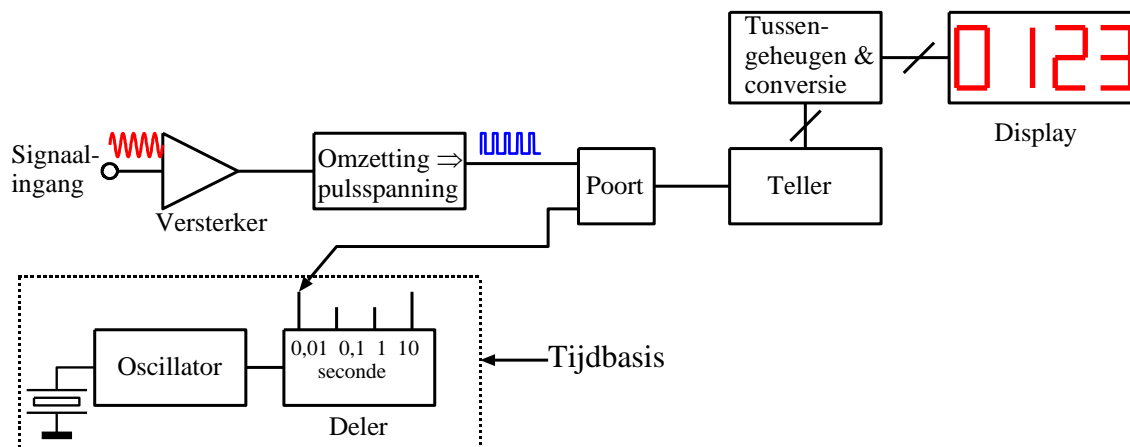 Tussen-
geheugen &
conversie
0123
Display
Signaal-
ingang
Versterker
Omzetting ⇒
pulsspanning
Poort
Teller
Oscillator
0,01 0,1 1 10
seconde
Deler
Tijdbasis